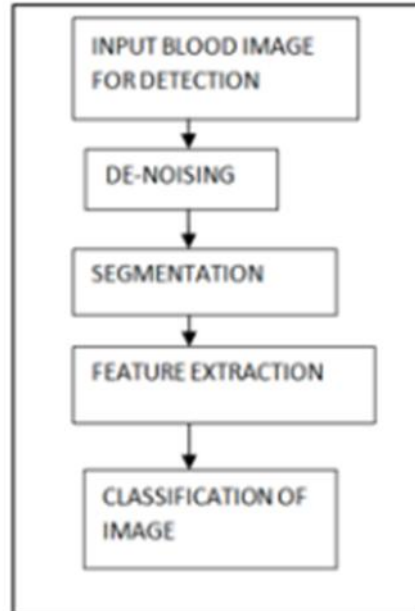 INPUT BLOOD IMAGE
FOR DETECTION
DE-NOISING
SEGMENTATION
FEATURE EXTRACTION
CLASSIFICATION OF
IMAGE